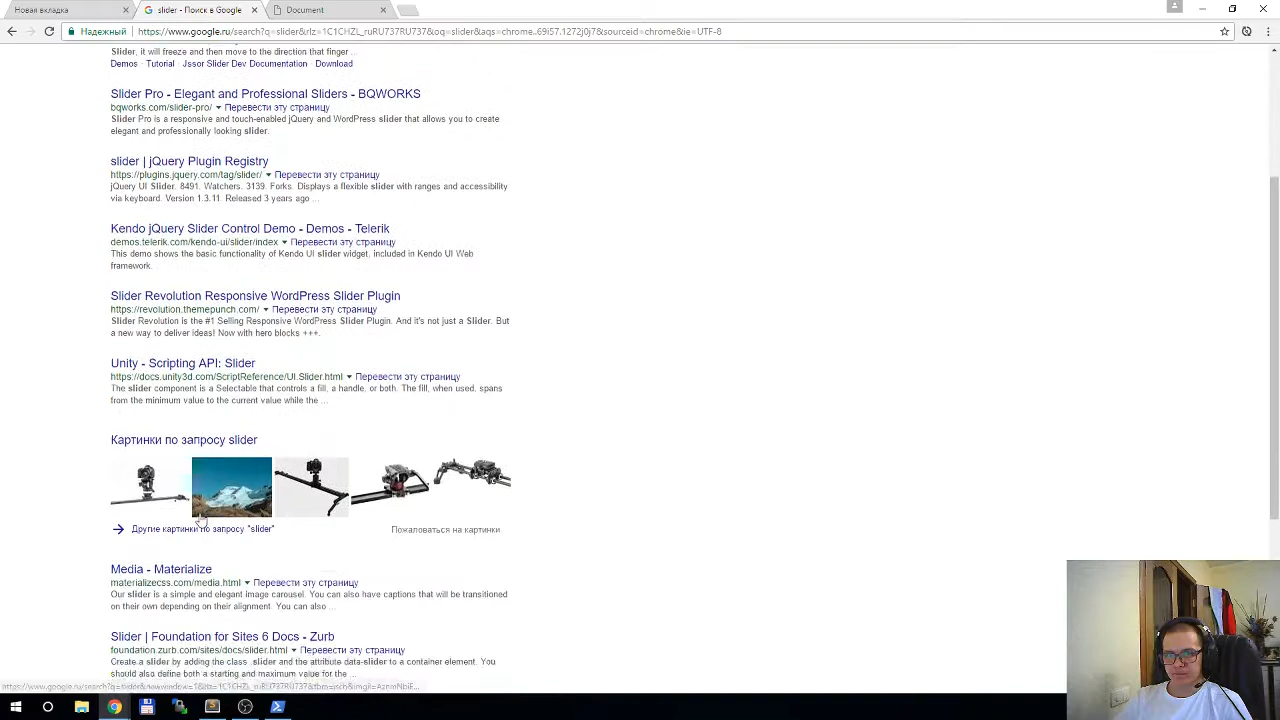 Новая вкладка
slider - Поиск в Google
Document
Надежный
https://www.google.ru/search?q=slider&rlz=1C1CHZL_ruRU737RU737&oq=slider&aqs=chrome..69i57.1272j0j7&sourceid=chrome&ie=UTF-8
Slider, it will freeze and then move to the direction that finger ...
Demos · Tutorial · Jssor Slider Dev Documentation · Download
Slider Pro - Elegant and Professional Sliders - BQWORKS
bqworks.com/slider-pro/ Перевести эту страницу
Slider Pro is a responsive and touch-enabled jQuery and WordPress slider that allows you to create
elegant and professionally looking slider.
slider | jQuery Plugin Registry
https://plugins.jquery.com/tag/slider/ Перевести эту страницу
jQuery UI Slider. 8491. Watchers. 3139. Forks. Displays a flexible slider with ranges and accessibility
via keyboard. Version 1.3.11. Released 3 years ago ...
Kendo jQuery Slider Control Demo - Demos - Telerik
demos.telerik.com/kendo-ui/slider/index Перевести эту страницу
This demo shows the basic functionality of Kendo UI slider widget, included in Kendo UI Web
framework.
Slider Revolution Responsive WordPress Slider Plugin
https://revolution.themepunch.com/ Перевести эту страницу
Slider Revolution is the #1 Selling Responsive WordPress Slider Plugin. And it's not just a Slider. But
a new way to deliver ideas! Now with hero blocks +++.
Unity - Scripting API: Slider
https://docs.unity3d.com/ScriptReference/UI.Slider.html Перевести эту страницу
The slider component is a Selectable that controls a fill, a handle, or both. The fill, when used, spans
from the minimum value to the current value while the ...
Картинки по запросу slider
Другие картинки по запросу "slider"
Пожаловаться на картинки
Media - Materialize
materializecss.com/media.html Перевести эту страницу
Our slider is a simple and elegant image carousel. You can also have captions that will be transitioned
on their own depending on their alignment. You can also ...
Slider | Foundation for Sites 6 Docs - Zurb
foundation.zurb.com/sites/docs/slider.html Перевести эту страницу
Create a slider by adding the class .slider and the attribute data-slider to a container element. You
should also define both a starting and maximum value for the ...